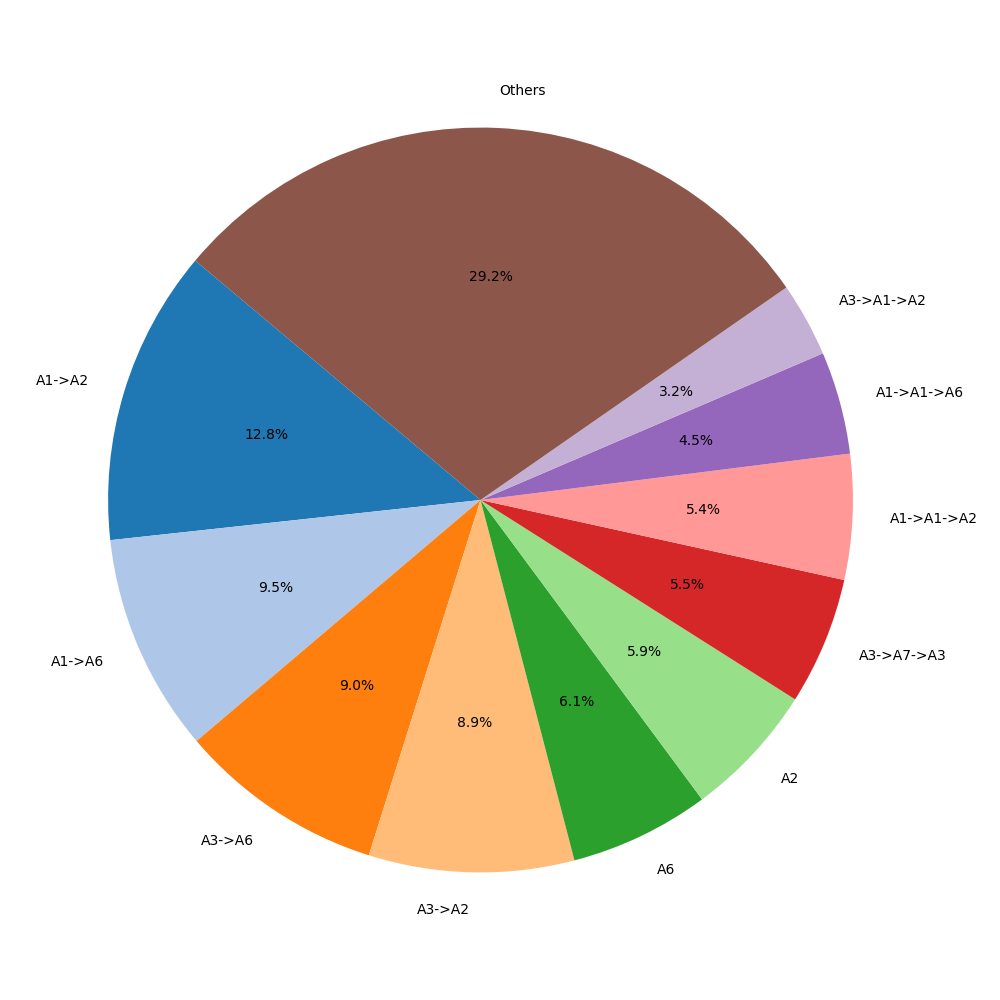 Others
29.2%
A3->A1->A2
3.2%
A1->A1->A6
4.5%
A1->A1->A2
5.4%
A3->A7->A3
5.5%
A2
5.9%
A6
6.1%
A3->A2
8.9%
A3->A6
9.0%
A1->A6
9.5%
A1->A2
12.8%